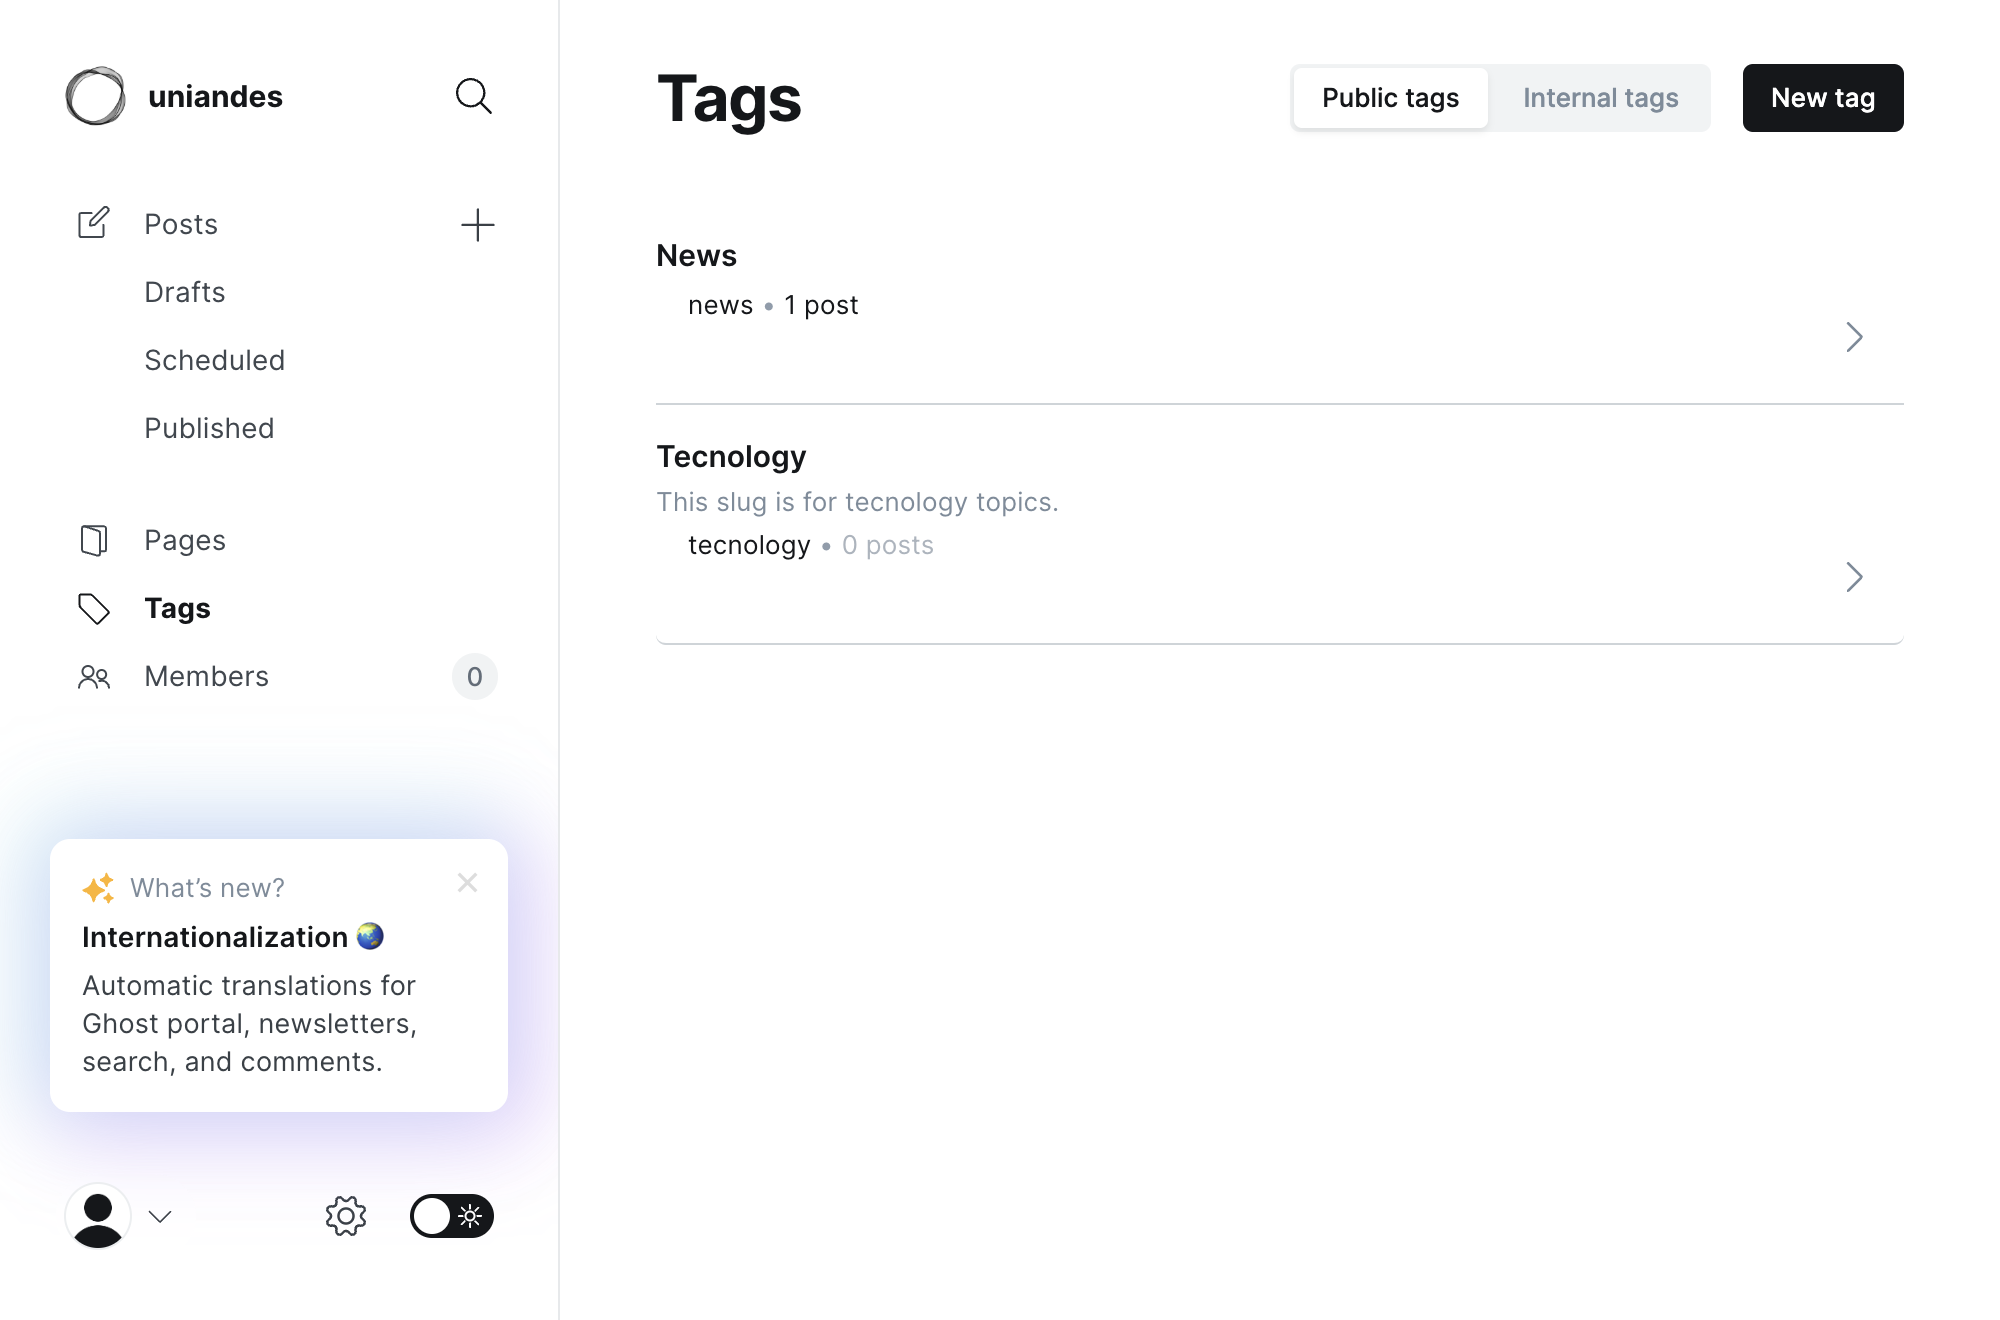 uniandes
Posts
Drafts
Scheduled
Published
Pages
Tags
Members
0
What’s new?
Internationalization
Automatic translations for
Ghost portal, newsletters,
search, and comments.
Tags
Public tags
Internal tags
New tag
News
news • 1 post
Tecnology
This slug is for tecnology topics.
tecnology • 0 posts